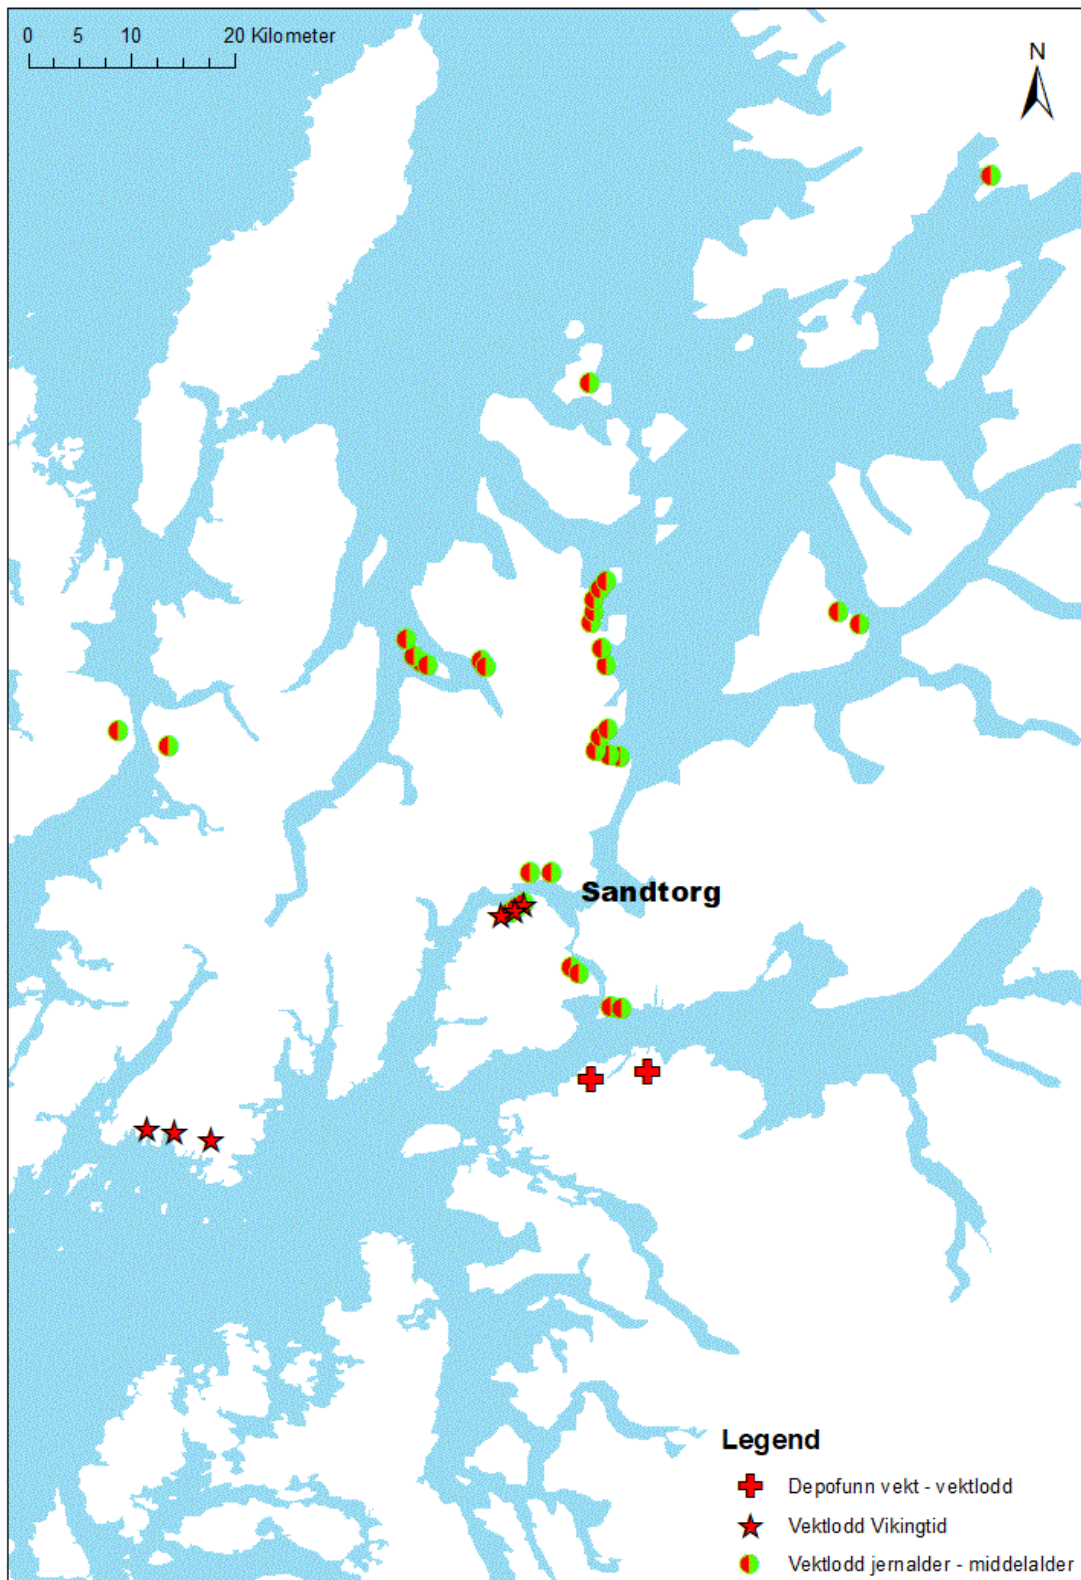 0 5 10 20 Kilometer
N
Sandtorg
Legend
Depofunn vekt - vektlodd
Vektlodd Vikingtid
Vektlodd jernalder - middelalder